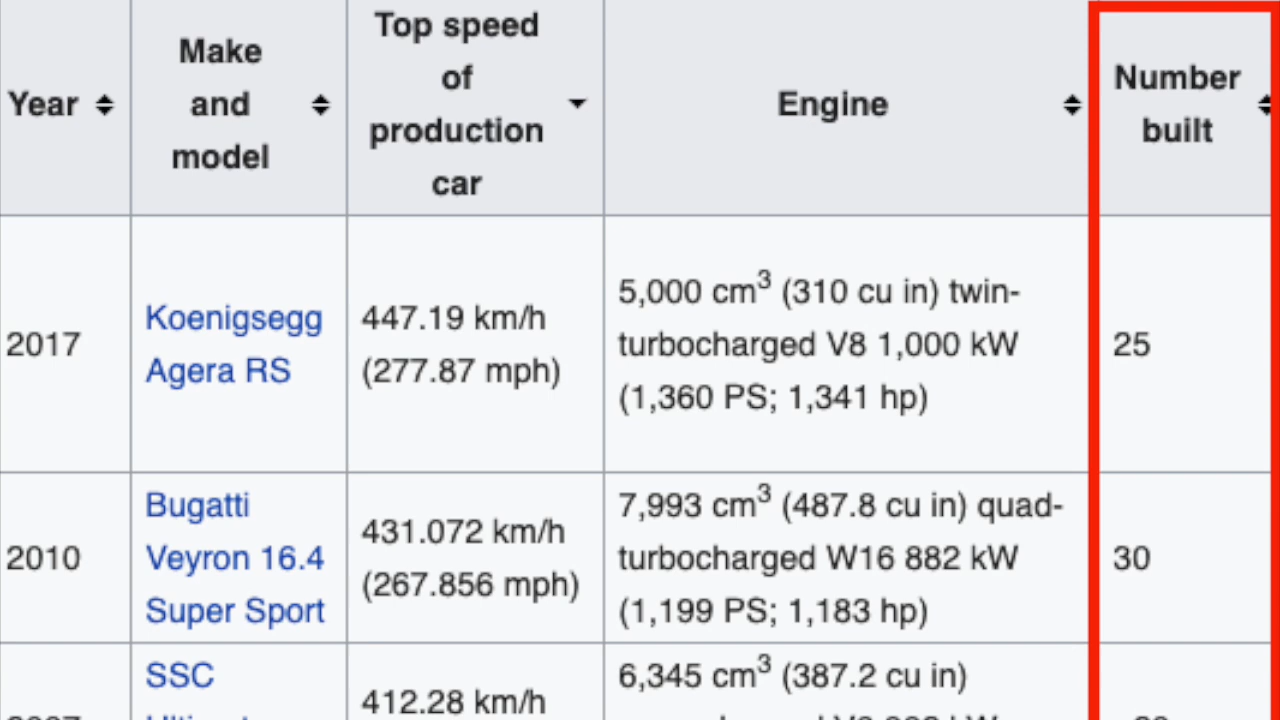 Year
Make
and
model
Top speed
of
production
car
Engine
Number
built
2017
Koenigsegg
Agera RS
447.19 km/h
(277.87 mph)
5,000 cm³ (310 cu in) twin-
turbocharged V8 1,000 kW
(1,360 PS; 1,341 hp)
25
2010
Bugatti
Veyron 16.4
Super Sport
431.072 km/h
(267.856 mph)
7,993 cm³ (487.8 cu in) quad-
turbocharged W16 882 kW
(1,199 PS; 1,183 hp)
30
SSC
412.28 km/h
6,345 cm³ (387.2 cu in)